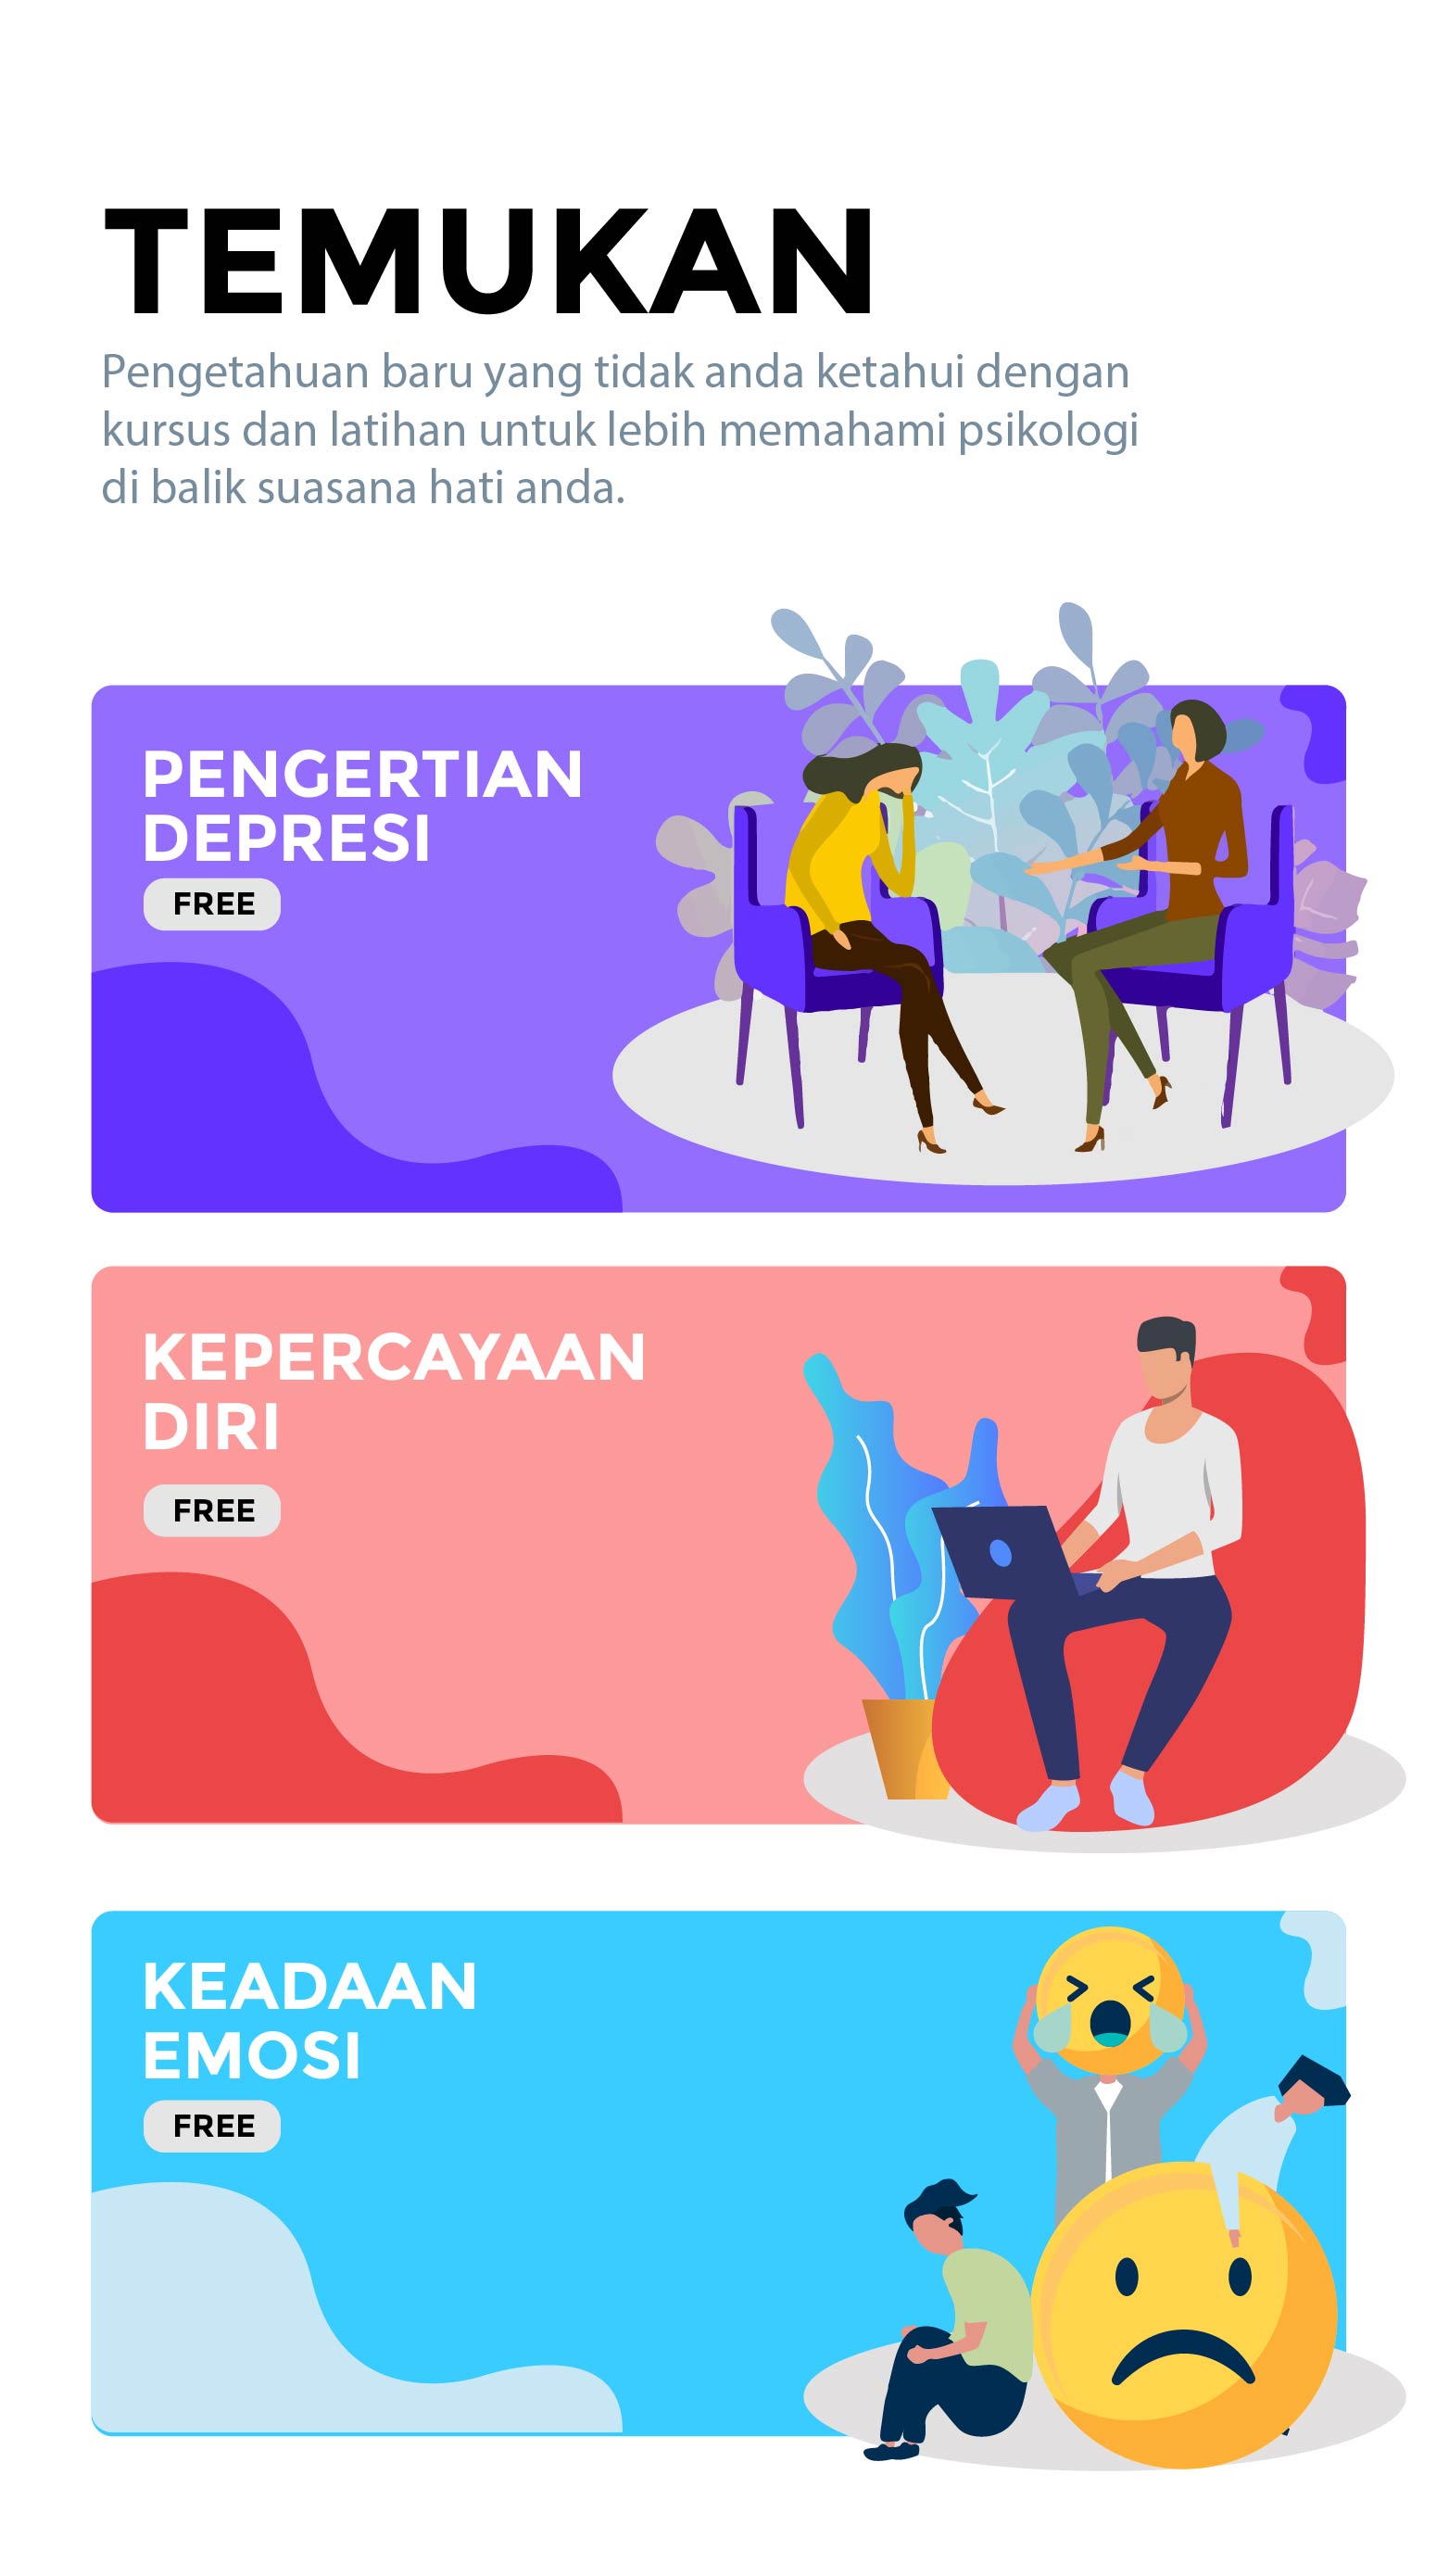 TEMUKAN
Pengetahuan baru yang tidak anda ketahui dengan
kursus dan latihan untuk lebih memahami psikologi
di balik suasana hati anda.
PENGERTIAN
DEPRESI
FREE
KEPERCAYAAN
DIRI
FREE
KEADAAN
EMOSI
FREE